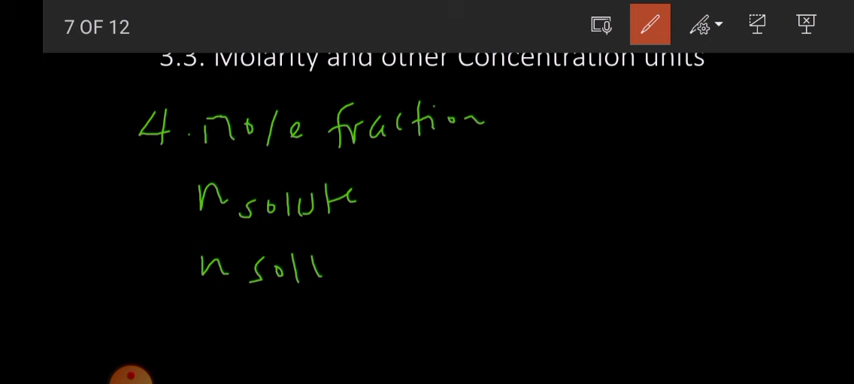 7 OF 12
3.3. Molarity and other Concentration units
4. mole fraction
n solute
n soll